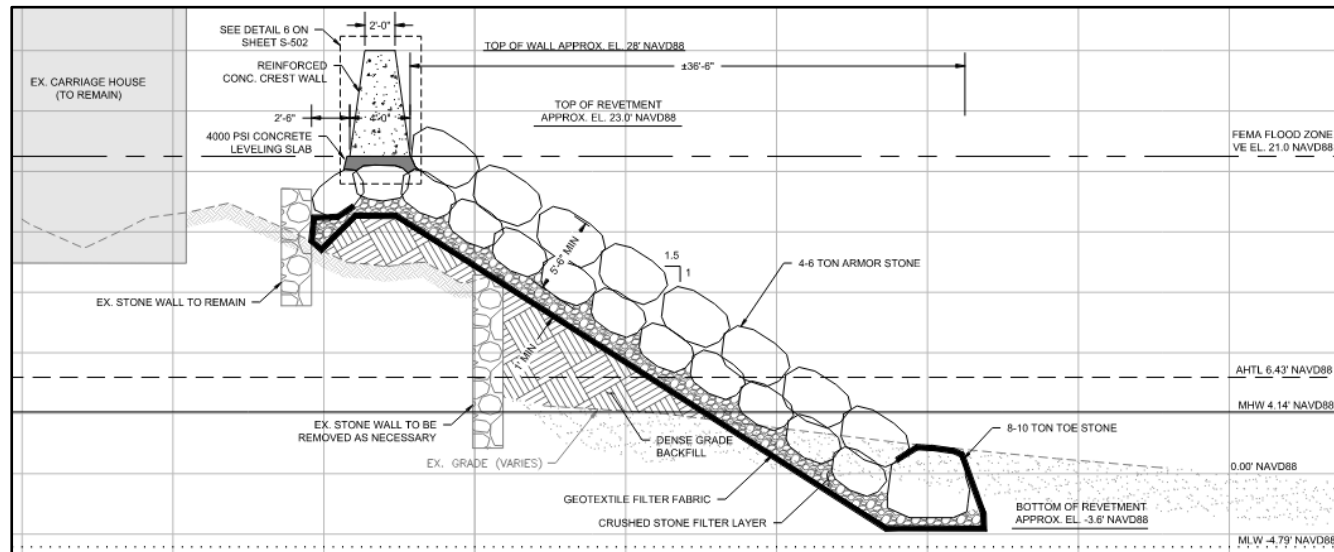 2'-0"
SEE DETAIL 6 ON
SHEET S-502
TOP OF WALL APPROX. EL. 28' NAVD88
REINFORCED
CONC. CREST WALL
±36'-6"
EX. CARRIAGE HOUSE
(TO REMAIN)
TOP OF REVETMENT
APPROX. EL. 23.0' NAVD88
2'-6"
4'-0"
4000 PSI CONCRETE
LEVELING SLAB
FEMA FLOOD ZONE
VE EL. 21.0 NAVD88
5'-6" MIN
1.5
1
4-6 TON ARMOR STONE
EX. STONE WALL TO REMAIN
1' MIN
AHTL 6.43' NAVD88
MHW 4.14' NAVD88
EX. STONE WALL TO BE
REMOVED AS NECESSARY
8-10 TON TOE STONE
DENSE GRADE
BACKFILL
EX. GRADE (VARIES)
0.00' NAVD88
GEOTEXTILE FILTER FABRIC
BOTTOM OF REVETMENT
APPROX. EL. -3.6' NAVD88
CRUSHED STONE FILTER LAYER
MLW -4.79' NAVD88